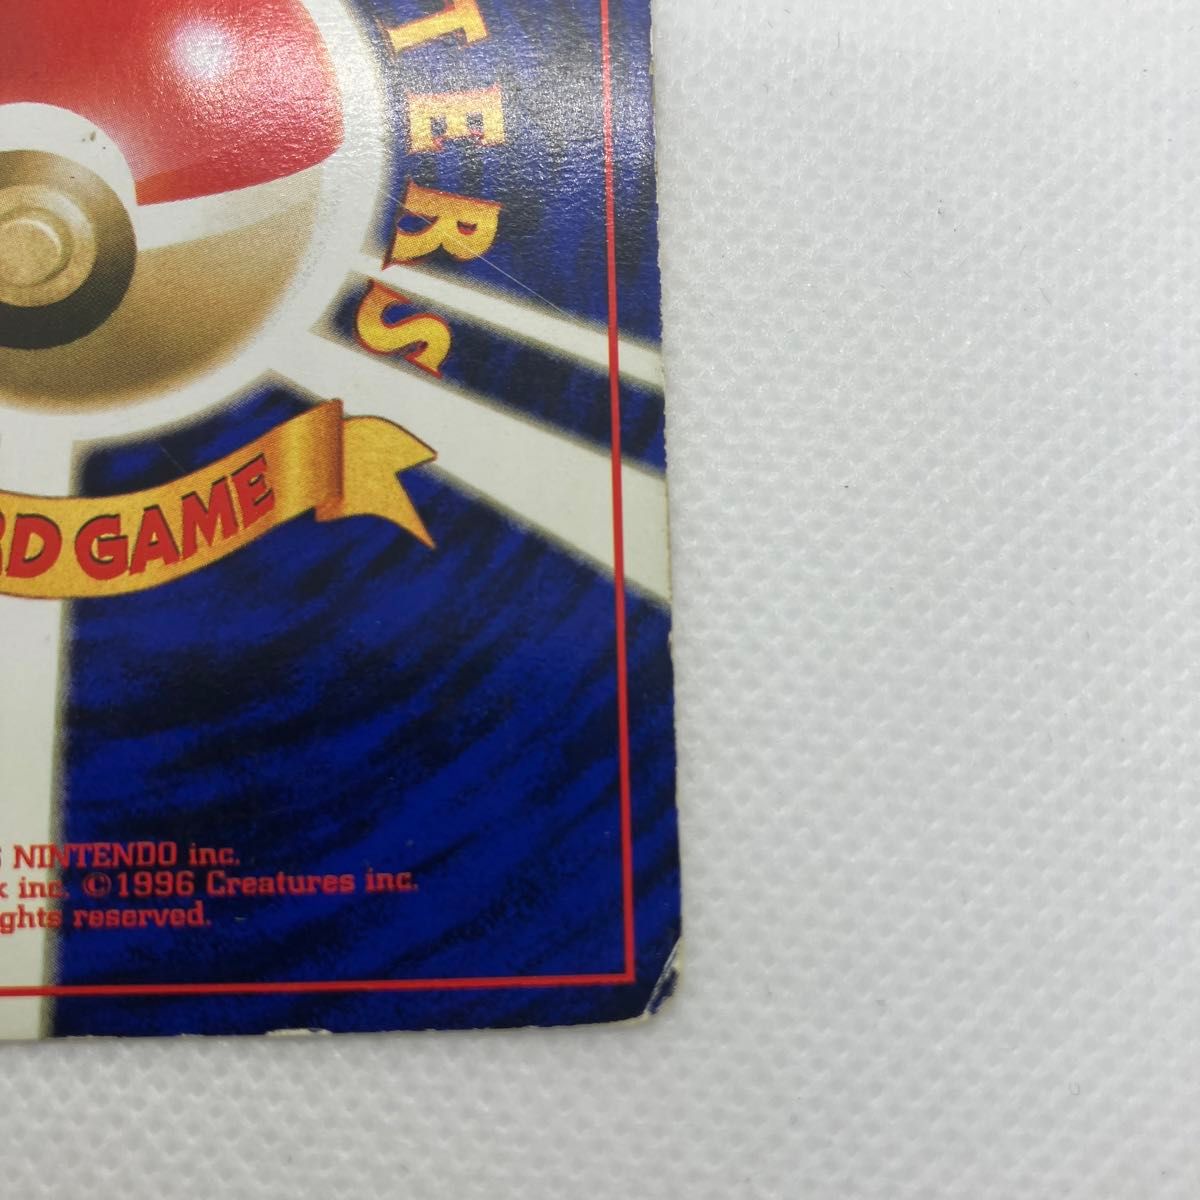 TERS
RD GAME
NINTENDO inc.
inc. ©1996 Creatures inc.
ghts reserved.